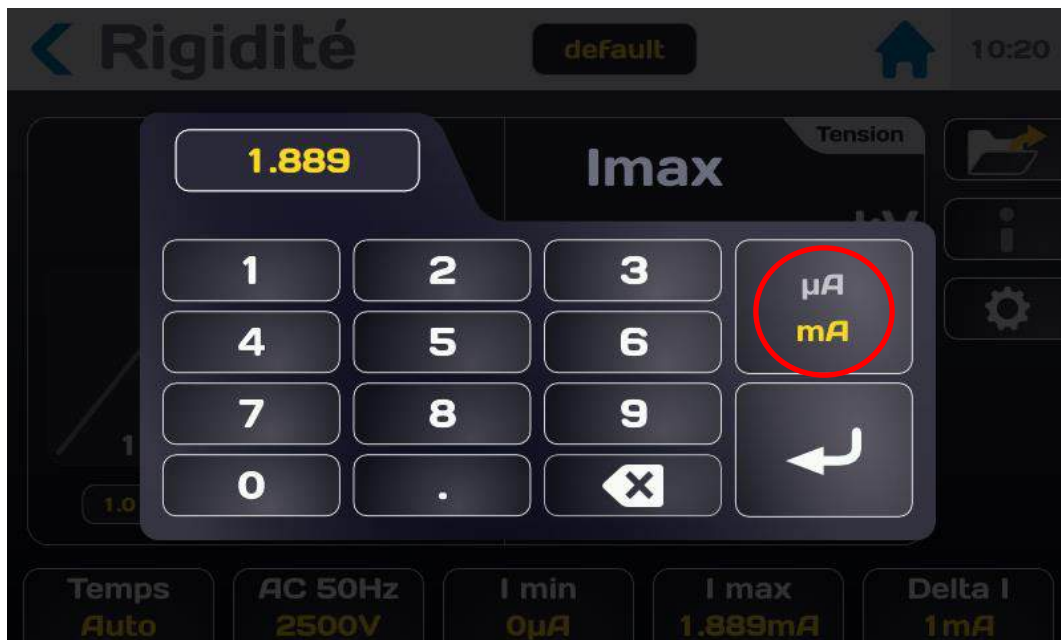 Rigidité default 10:20
Tension
1.889 Imax
kV
1 2 3 µA
4 5 6 mA
7 8 9
1
0 .
1.0
Temps AC 50Hz I min I max Delta I
Auto 2500V 0µA 1.889mA 1mA